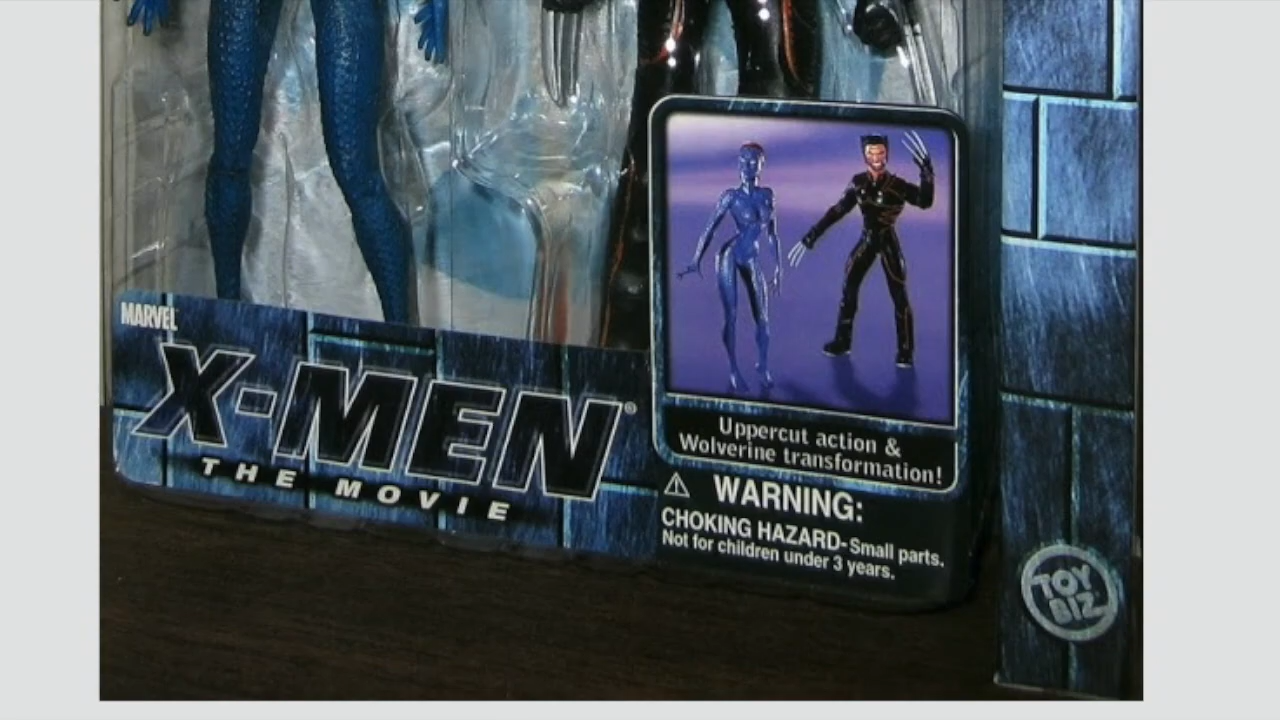 MARVEL
X-MEN®
THE MOVIE
Uppercut action &
Wolverine transformation!
WARNING:
CHOKING HAZARD-Small parts.
Not for children under 3 years.
TOY
BIZ